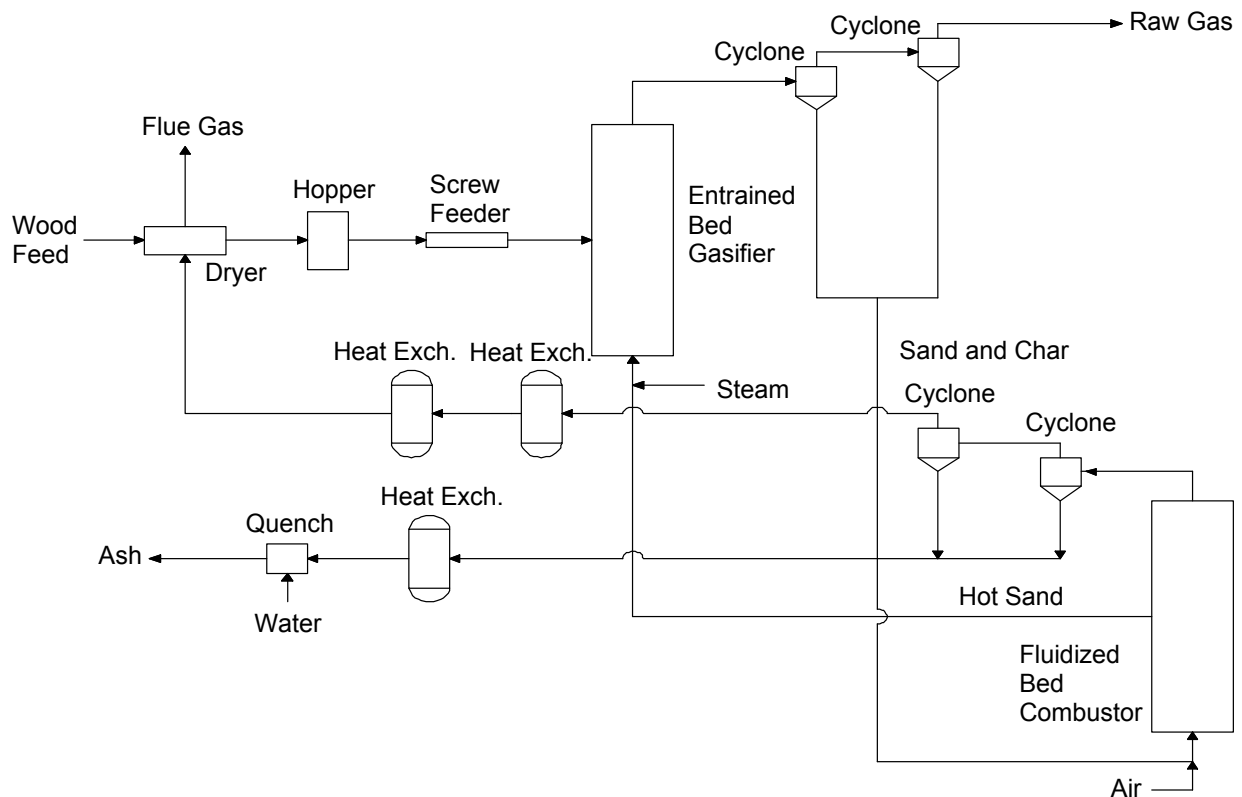 Cyclone
Cyclone
Raw Gas
Flue Gas
Hopper
Screw
Feeder
Wood
Feed
Dryer
Entrained
Bed
Gasifier
Heat Exch.
Heat Exch.
Steam
Sand and Char
Cyclone
Cyclone
Heat Exch.
Quench
Ash
Water
Hot Sand
Fluidized
Bed
Combustor
Air